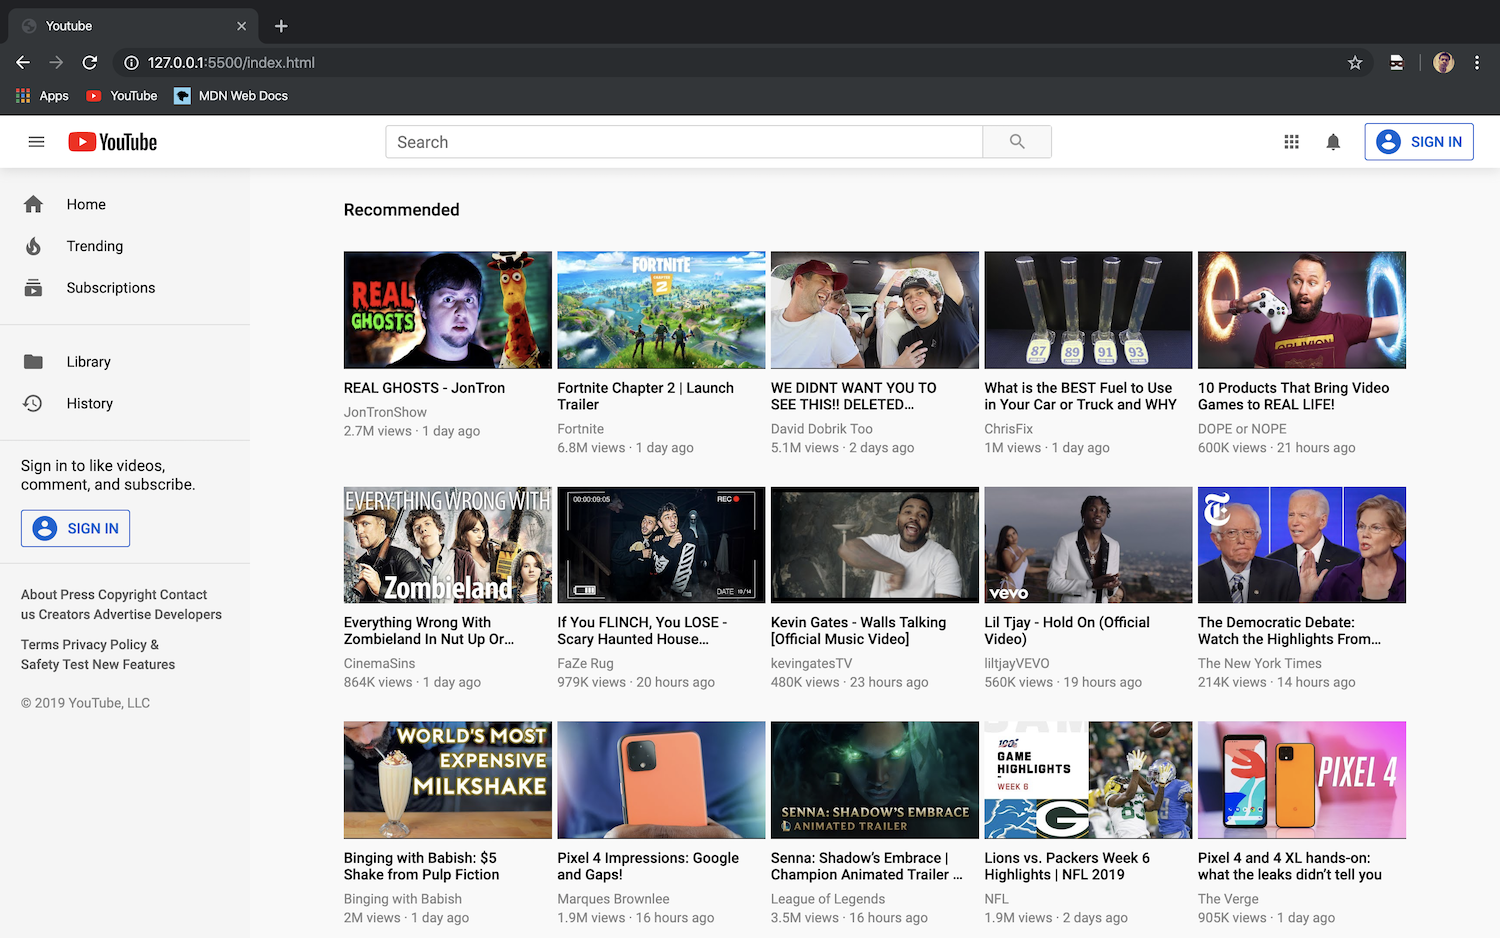 Youtube
127.0.0.1:5500/index.html
Apps YouTube MDN Web Docs
YouTube
Search
SIGN IN
Home
Trending
Subscriptions
Library
History
Sign in to like videos,
comment, and subscribe.
SIGN IN
About Press Copyright Contact
us Creators Advertise Developers
Terms Privacy Policy &
Safety Test New Features
© 2019 YouTube, LLC
Recommended
REAL
GHOSTS
REAL GHOSTS - JonTron
JonTronShow
2.7M views · 1 day ago
FORTNITE
CHAPTER
2
Fortnite Chapter 2 | Launch
Trailer
Fortnite
6.8M views · 1 day ago
WE DIDNT WANT YOU TO
SEE THIS!! DELETED...
David Dobrik Too
5.1M views · 2 days ago
87 89 91 93
What is the BEST Fuel to Use
in Your Car or Truck and WHY
ChrisFix
1M views · 1 day ago
OBLIVION
10 Products That Bring Video
Games to REAL LIFE!
DOPE or NOPE
600K views · 21 hours ago
EVERYTHING WRONG WITH
Zombieland
Everything Wrong With
Zombieland In Nut Up Or...
CinemaSins
864K views · 1 day ago
00:00:09:05 REC
DATE 10/14
If You FLINCH, You LOSE -
Scary Haunted House...
FaZe Rug
979K views · 20 hours ago
Kevin Gates - Walls Talking
[Official Music Video]
kevingatesTV
480K views · 23 hours ago
vevo
Lil Tjay - Hold On (Official
Video)
liltjayVEVO
560K views · 19 hours ago
T
The Democratic Debate:
Watch the Highlights From...
The New York Times
214K views · 14 hours ago
WORLD'S MOST
EXPENSIVE
MILKSHAKE
Binging with Babish: $5
Shake from Pulp Fiction
Binging with Babish
2M views · 1 day ago
Pixel 4 Impressions: Google
and Gaps!
Marques Brownlee
1.9M views · 16 hours ago
SENNA: SHADOW'S EMBRACE
ANIMATED TRAILER
Senna: Shadow's Embrace |
Champion Animated Trailer ...
League of Legends
3.5M views · 16 hours ago
100
GAME
HIGHLIGHTS
WEEK 6
G
Lions vs. Packers Week 6
Highlights | NFL 2019
NFL
1.9M views · 2 days ago
PIXEL 4
Pixel 4 and 4 XL hands-on:
what the leaks didn't tell you
The Verge
905K views · 1 day ago